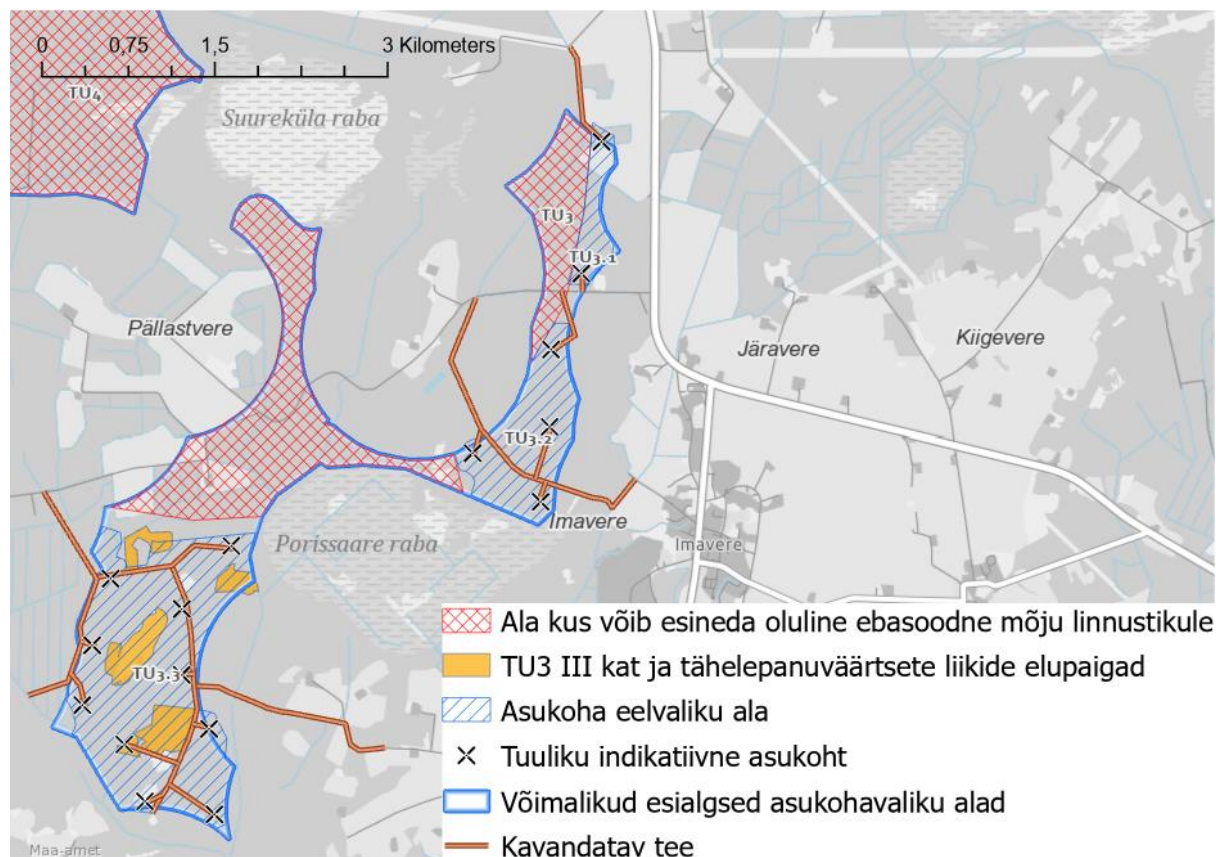 0 0,75 1,5 3 Kilometers
TU4
Suureküla raba
TU3
TU3.1
Pällastvere
Järavere
Kiigevere
TU3.2
Imavere
Porissaare raba
Imavere
TU3.3
Ala kus võib esineda oluline ebasoodne mõju linnustikule
TU3 III kat ja tähelepanuväärtsete liikide elupaigad
Asukoha eelvaliku ala
Tuuliku indikatiivne asukoht
Võimalikud esialgsed asukohavaliku alad
Kavandatav tee
Maa-amet